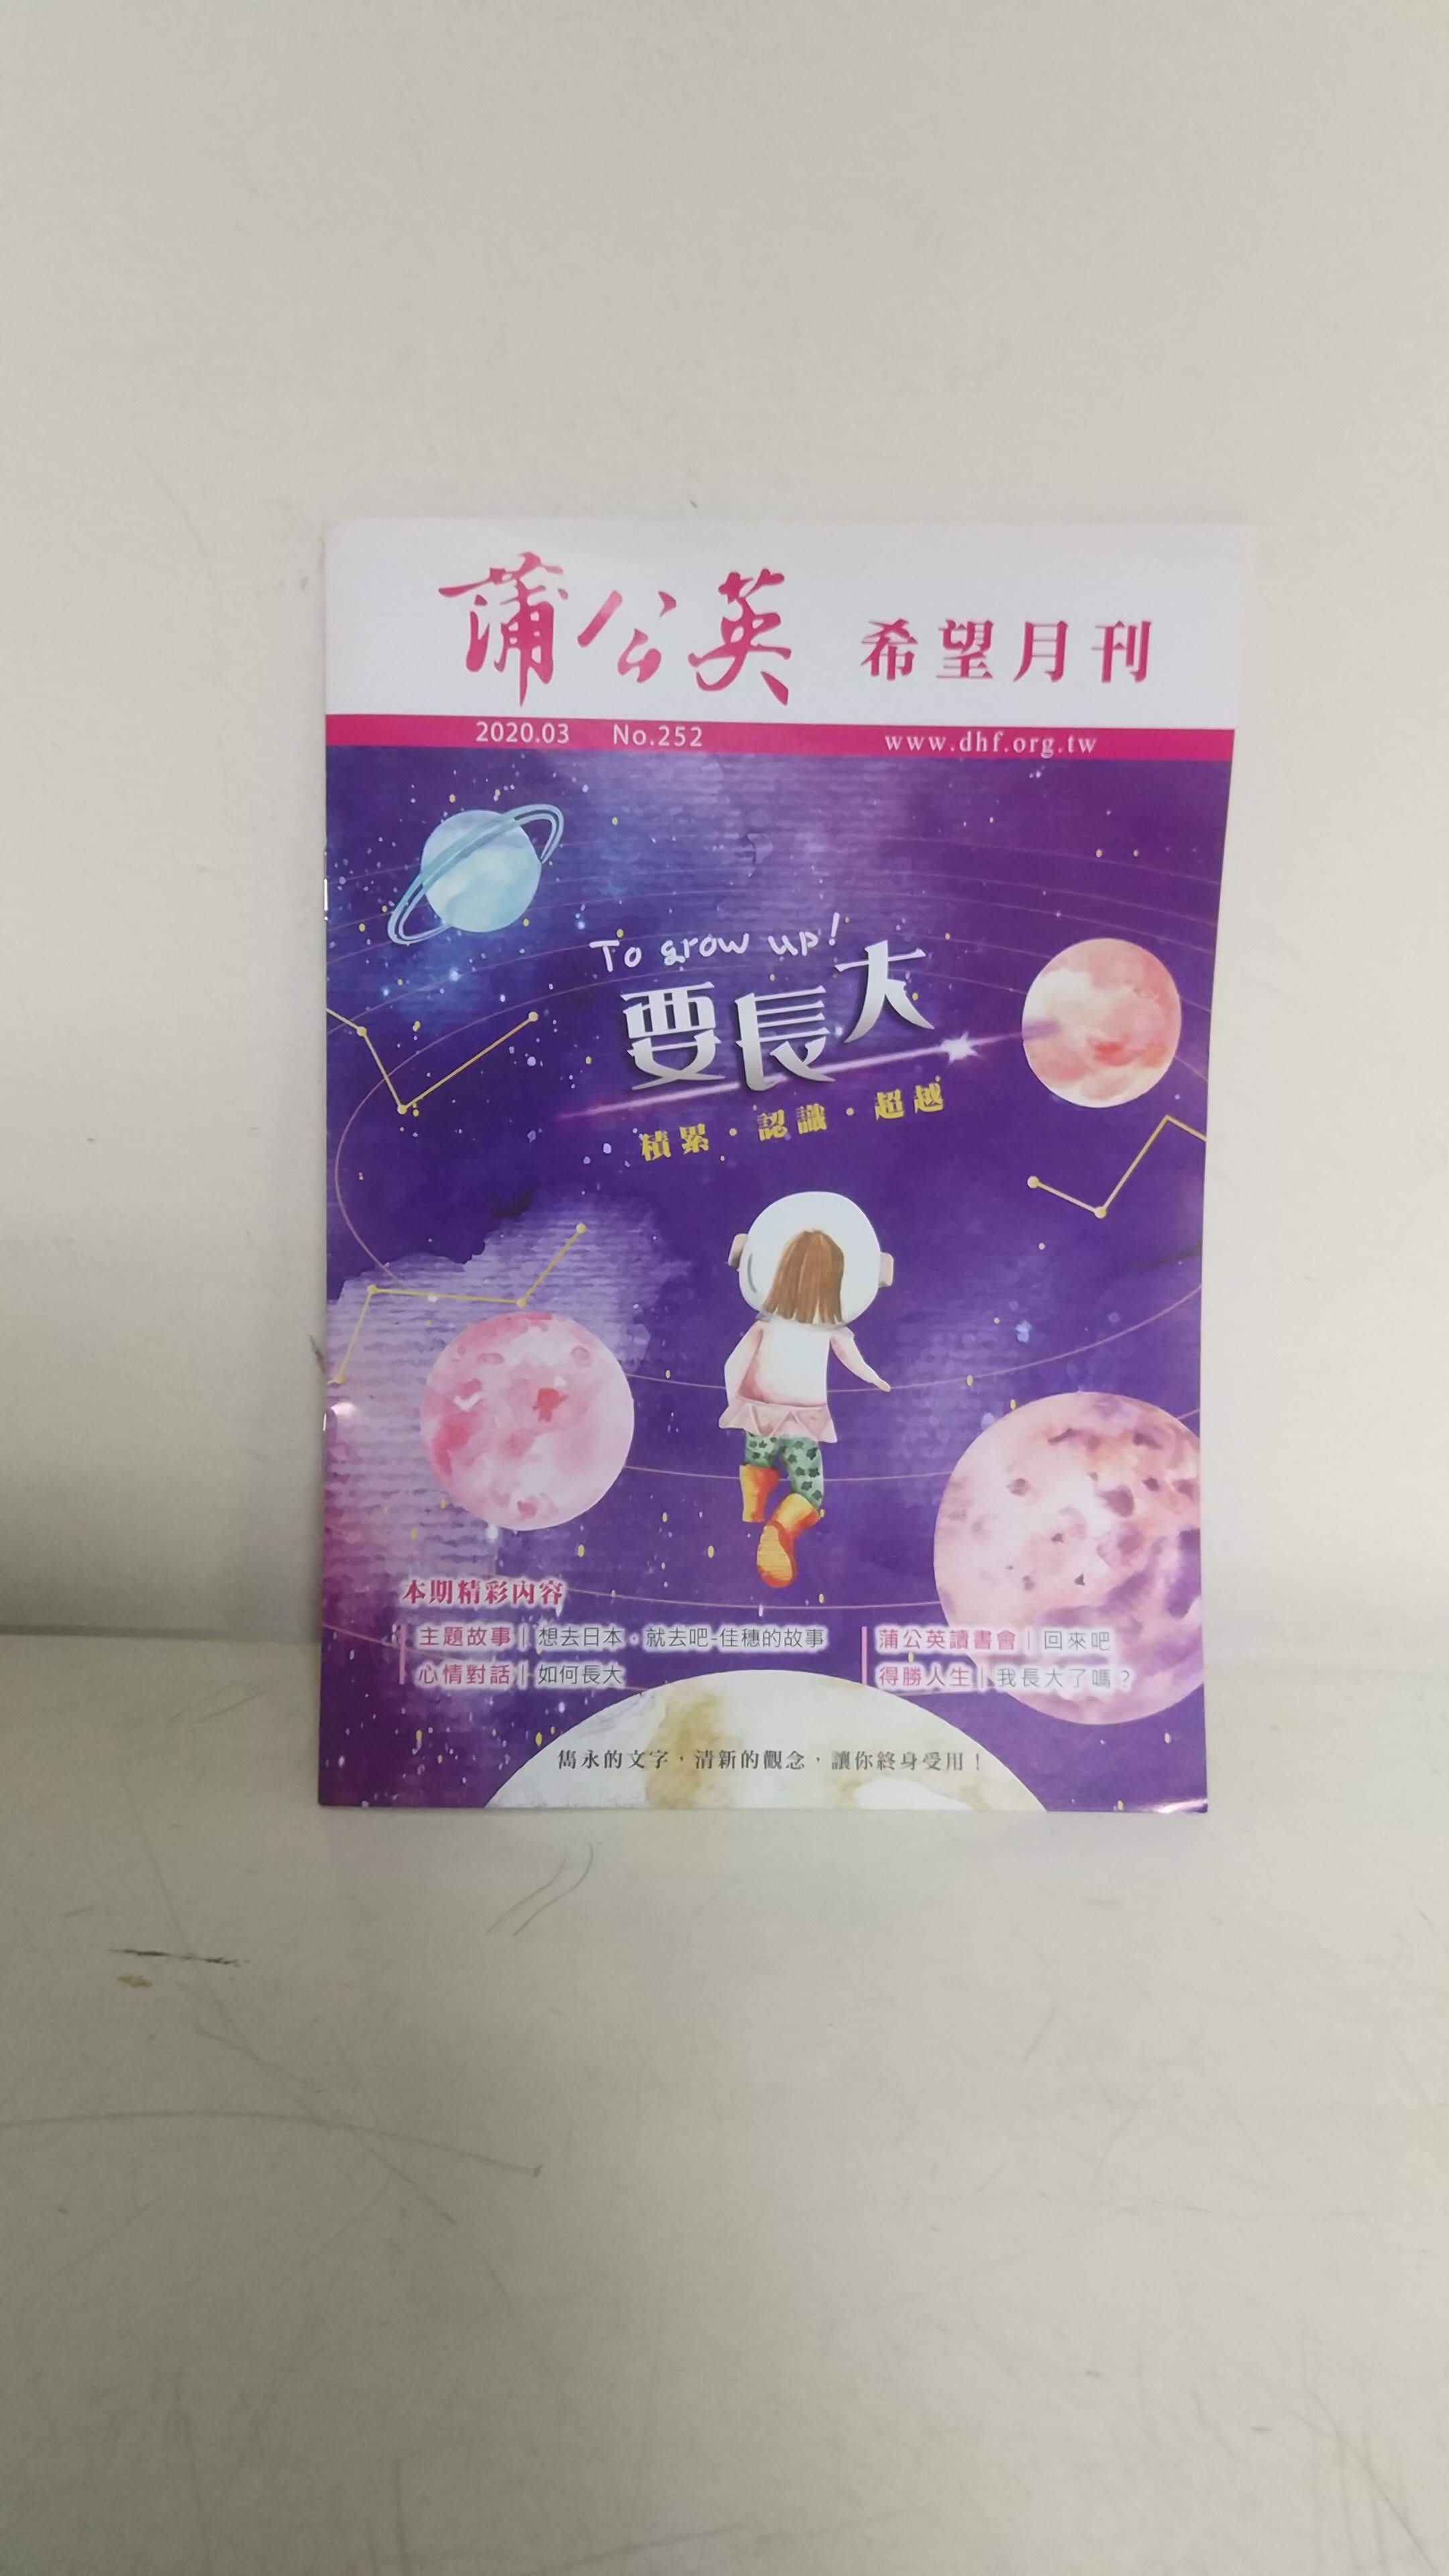 蒲公英 希望月刊
2020.03 No.252 www.dhf.org.tw
To grow up!
要長大
積累・認識・超越
本期精彩內容
主題故事｜想去日本，就去吧-佳穗的故事
心情對話｜如何長大
蒲公英讀書會｜回來吧
得勝人生｜我長大了嗎？
雋永的文字，清新的觀念，讓你終身受用！